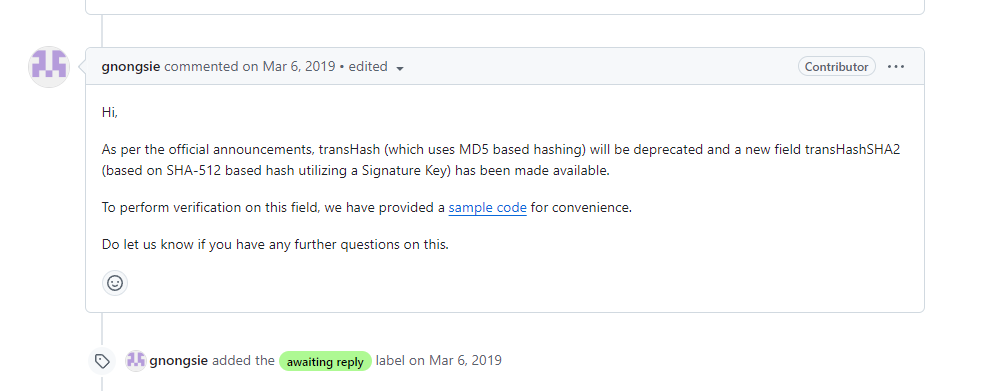 gnongsie commented on Mar 6, 2019 • edited
Contributor
Hi,
As per the official announcements, transHash (which uses MD5 based hashing) will be deprecated and a new field transHashSHA2
(based on SHA-512 based hash utilizing a Signature Key) has been made available.
To perform verification on this field, we have provided a sample code for convenience.
Do let us know if you have any further questions on this.
gnongsie added the awaiting reply label on Mar 6, 2019